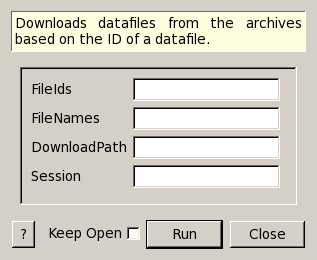 Downloads datafiles from the archives
based on the ID of a datafile.
FileIds
FileNames
DownloadPath
Session
? Keep Open Run Close